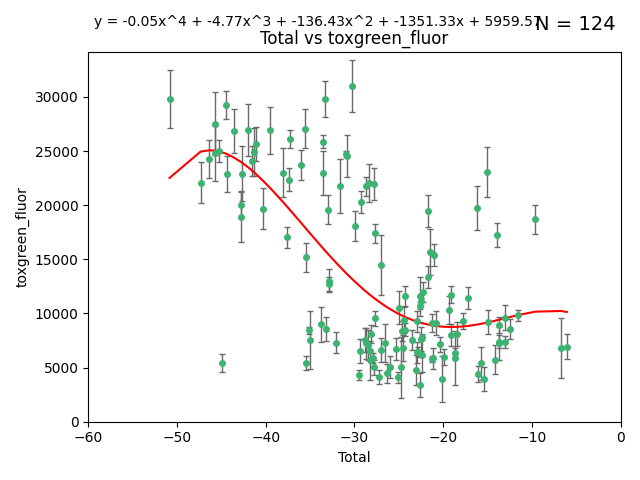 y = -0.05x^4 + -4.77x^3 + -136.43x^2 + -1351.33x + 5959.57
N = 124
Total vs toxgreen_fluor
30000
25000
20000
15000
10000
5000
0
toxgreen_fluor
−60 −50 −40 −30 −20 −10 0
Total